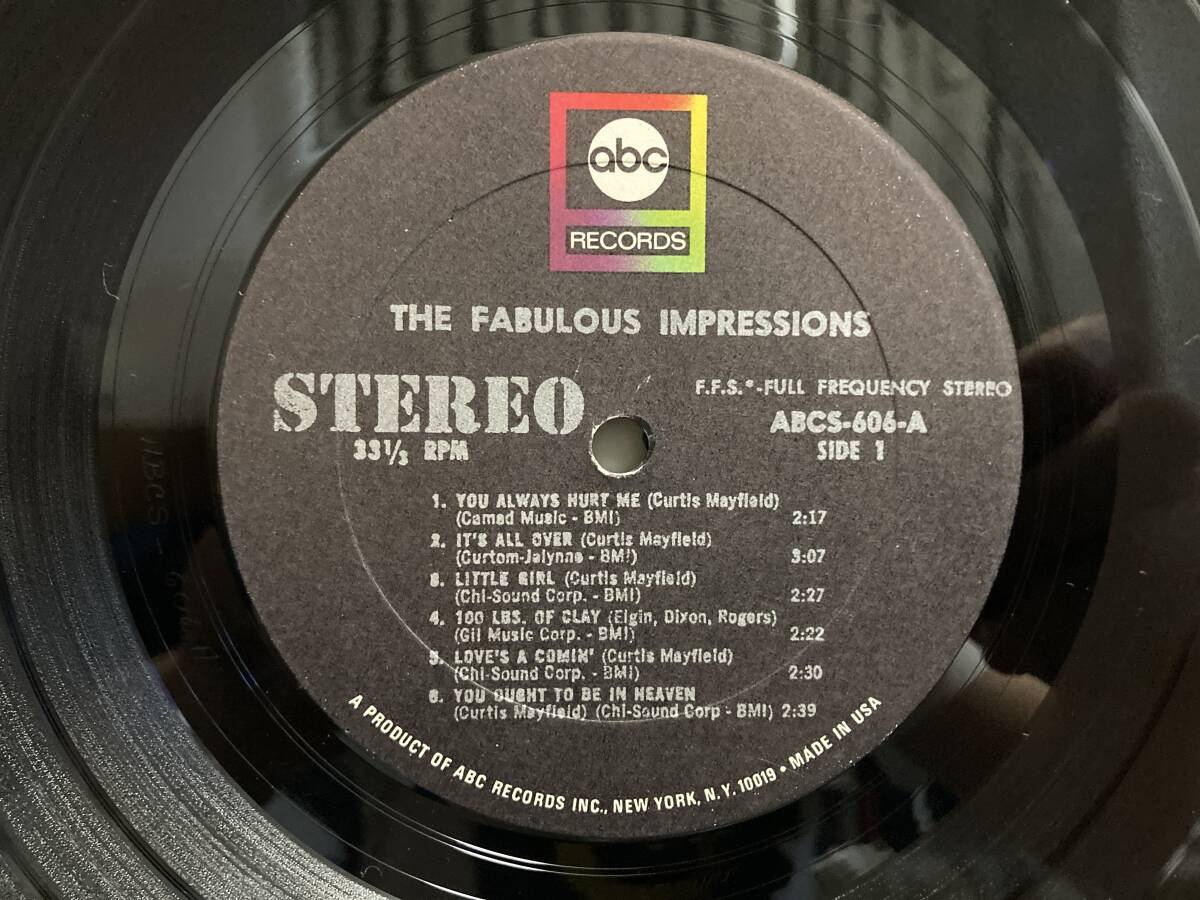 abc
RECORDS
THE FABULOUS IMPRESSIONS
STEREO
33⅓ RPM
F.F.S.*-FULL FREQUENCY STEREO
ABCS-606-A
SIDE 1
1. YOU ALWAYS HURT ME (Curtis Mayfield)
(Camad Music - BMI) 2:17
2. IT'S ALL OVER (Curtis Mayfield)
(Curtom-Jalynne - BMI) 3:07
3. LITTLE GIRL (Curtis Mayfield)
(Chi-Sound Corp. - BMI) 2:27
4. 100 LBS. OF CLAY (Elgin, Dixon, Rogers)
(Gil Music Corp. - BMI) 2:22
5. LOVE'S A COMIN' (Curtis Mayfield)
(Chi-Sound Corp. - BMI) 2:30
6. YOU OUGHT TO BE IN HEAVEN
(Curtis Mayfield) (Chi-Sound Corp - BMI) 2:39
A PRODUCT OF ABC RECORDS INC., NEW YORK, N.Y. 10019 • MADE IN USA